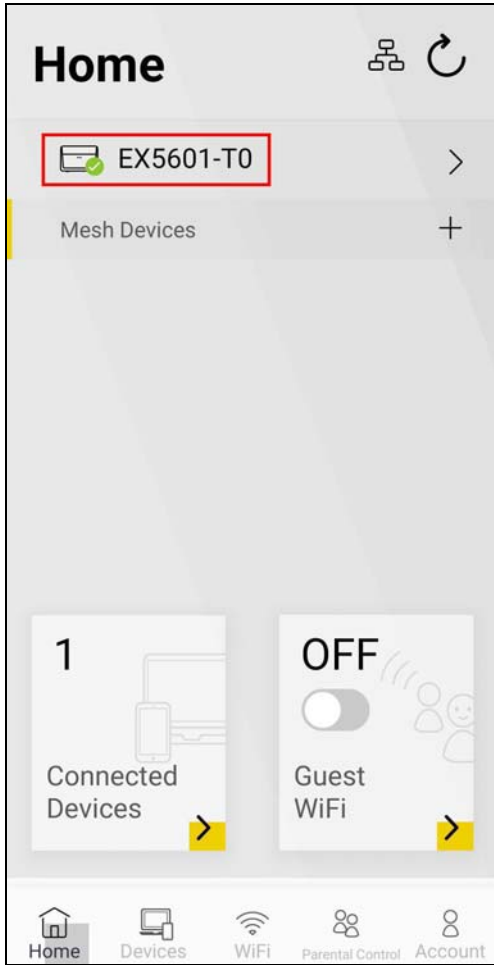 Home
EX5601-T0
Mesh Devices
1
Connected
Devices
OFF
Guest
WiFi
Home
Devices
WiFi
Parental Control
Account